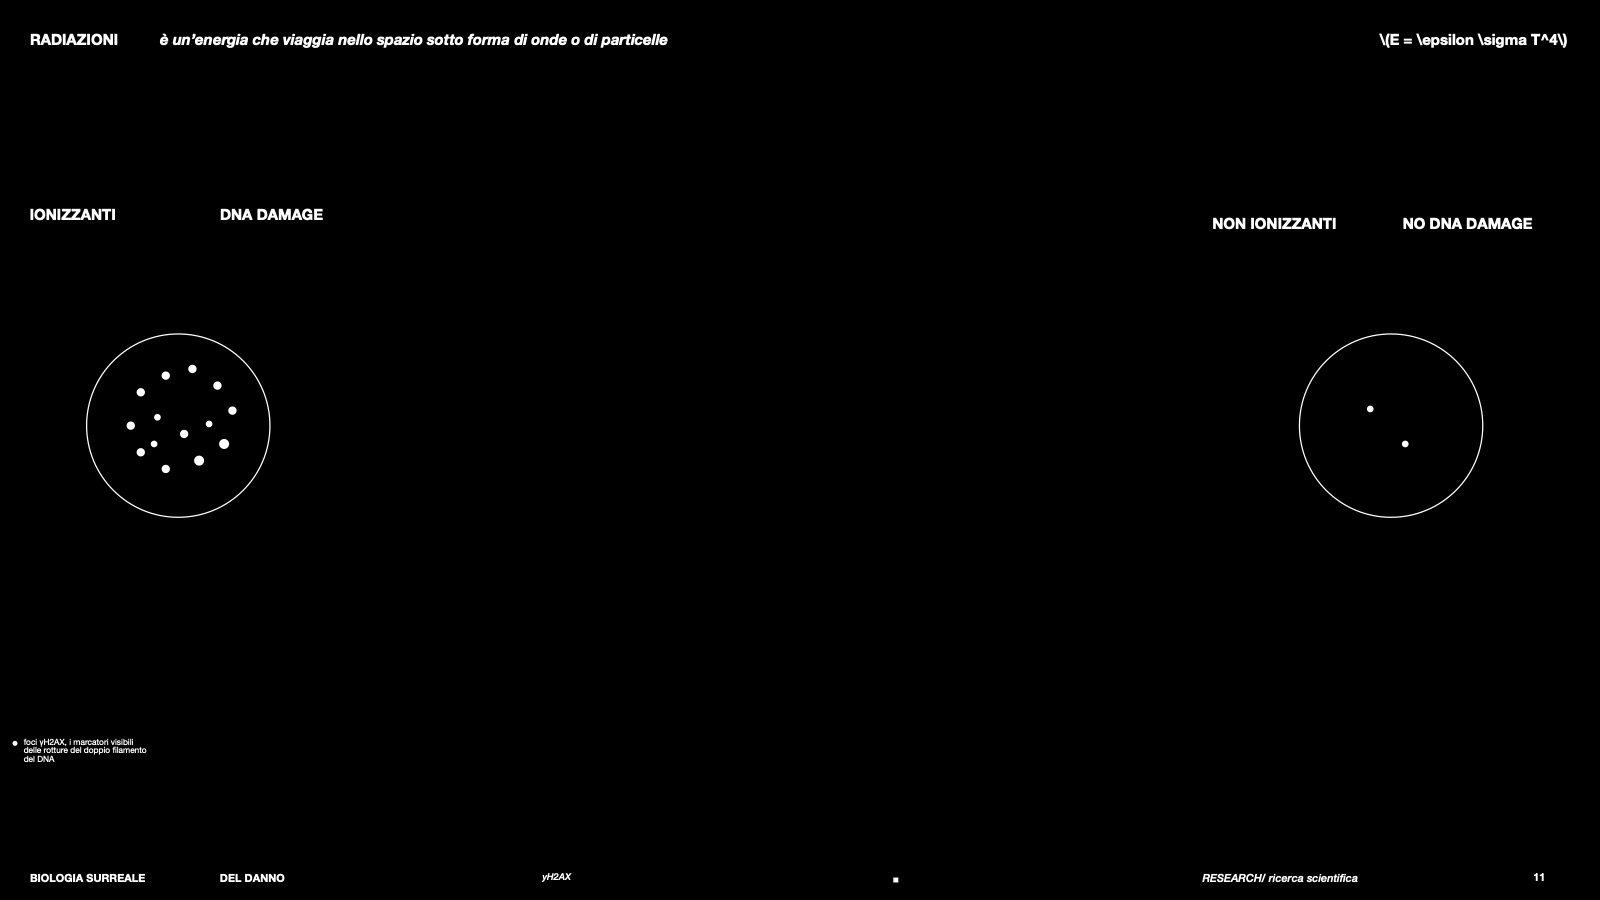 RADIAZIONI è un’energia che viaggia nello spazio sotto forma di onde o di particelle \(E = \epsilon \sigma T^4\)
IONIZZANTI DNA DAMAGE
NON IONIZZANTI NO DNA DAMAGE
foci γH2AX, i marcatori visibili
delle rotture del doppio filamento
del DNA
BIOLOGIA SURREALE DEL DANNO γH2AX RESEARCH/ ricerca scientifica 11